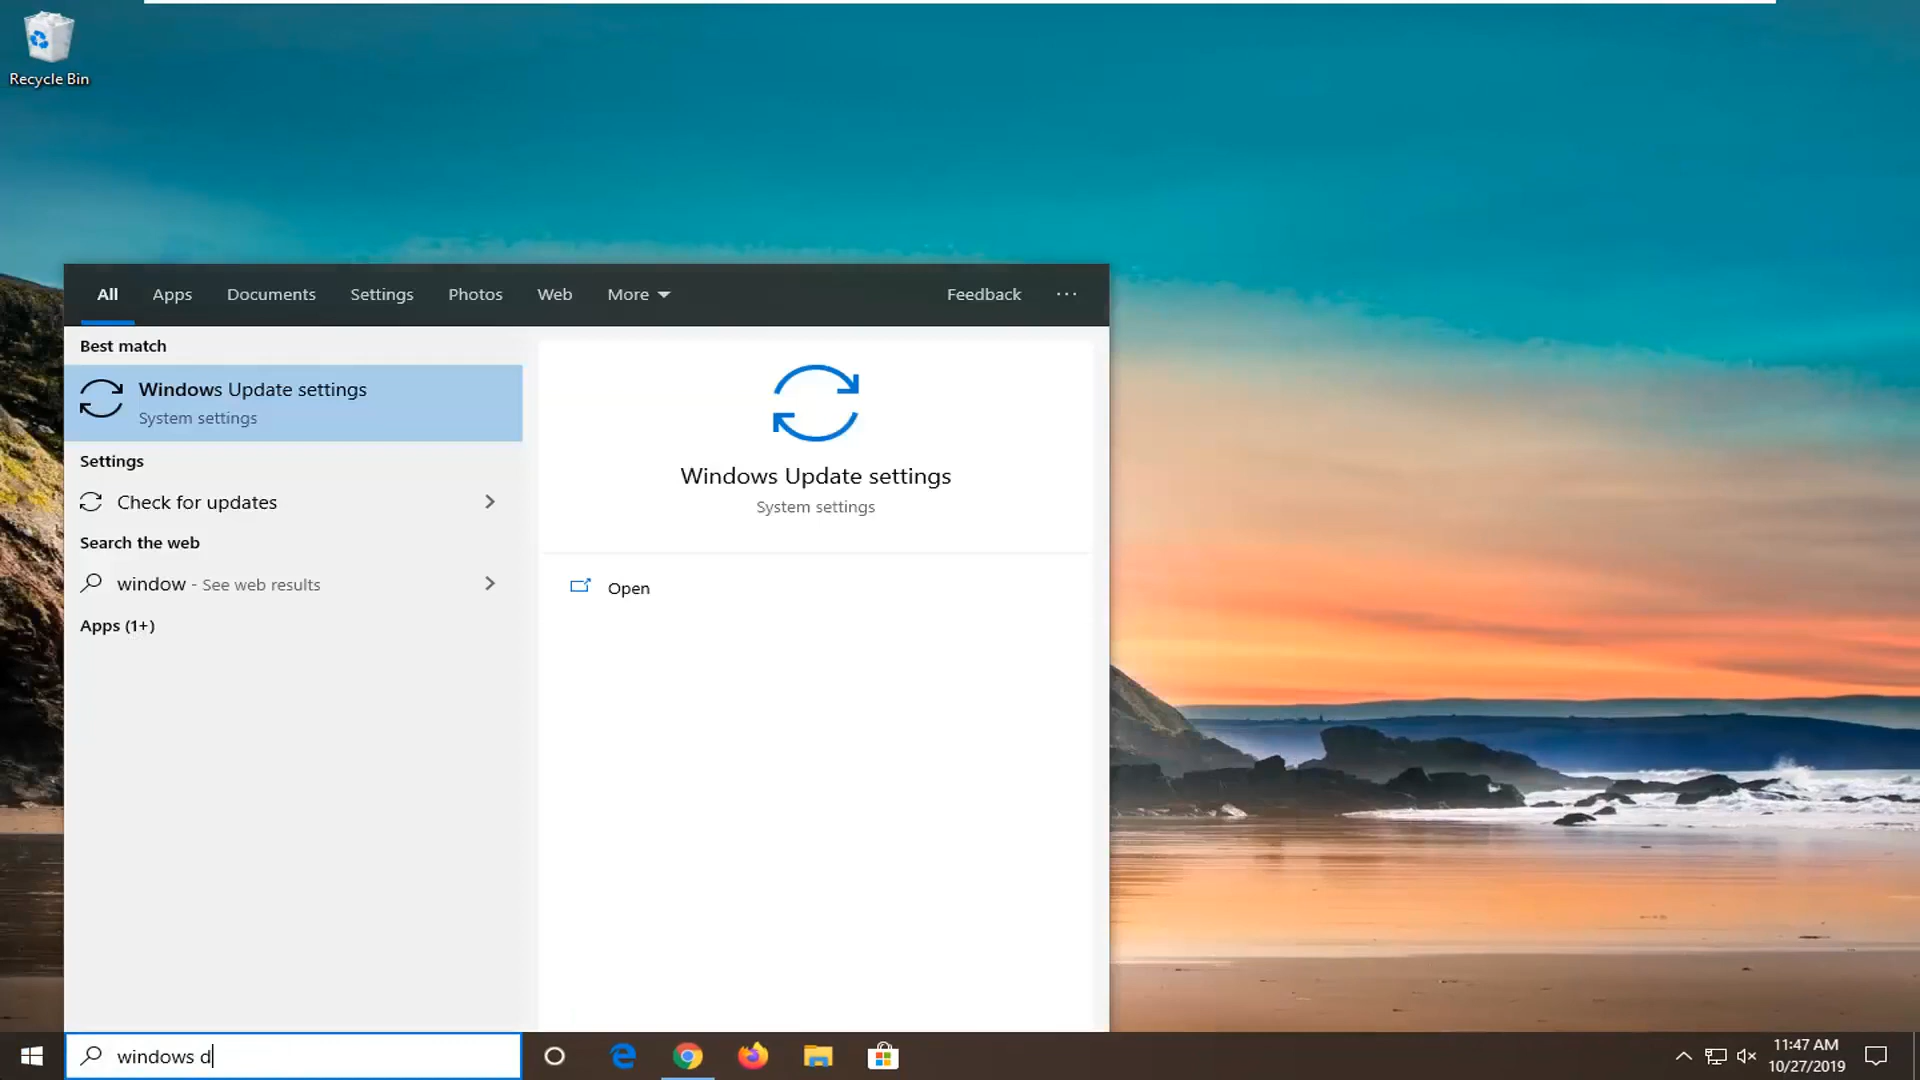 Recycle Bin
All Apps Documents Settings Photos Web More Feedback ...
Best match
Windows Update settings
System settings
Settings
Check for updates
Search the web
window - See web results
Apps (1+)
Windows Update settings
System settings
Open
windows d
11:47 AM
10/27/2019